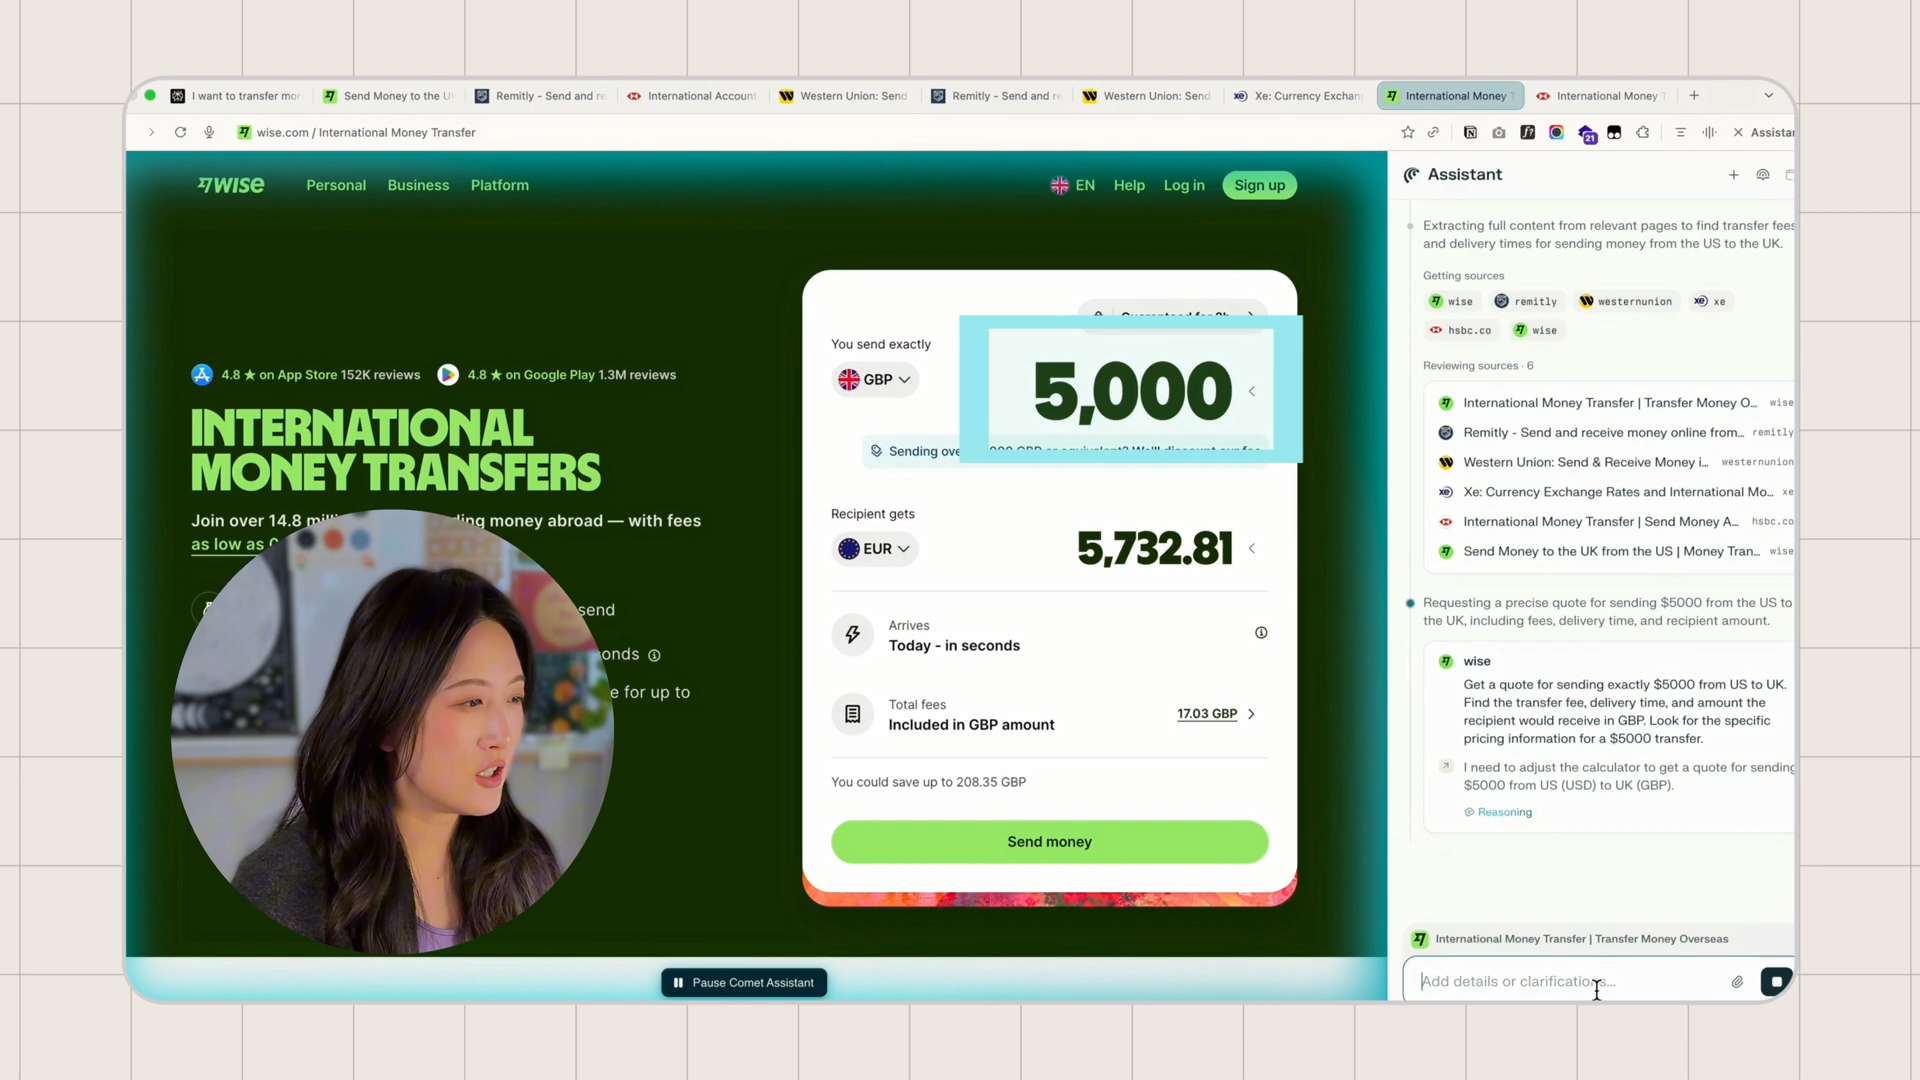 I want to transfer mor
Send Money to the U
Remitly - Send and re
International Account
Western Union: Send
Remitly - Send and re
Western Union: Send
Xe: Currency Exchan
International Money T
International Money T
wise.com / International Money Transfer
21
Assistan
WISE
Personal
Business
Platform
EN
Help
Log in
Sign up
4.8 ★ on App Store 152K reviews
4.8 ★ on Google Play 1.3M reviews
INTERNATIONAL
MONEY TRANSFERS
Join over 14.8 ding money abroad — with fees
as low as
send
onds
e for up to
Guaranteed for
You send exactly
GBP
5,000
Sending GBP or equivalent? We'll discount our fee
Recipient gets
EUR
5,732.81
Arrives
Today - in seconds
Total fees
Included in GBP amount
17.03 GBP
You could save up to 208.35 GBP
Send money
Pause Comet Assistant
Assistant
Extracting full content from relevant pages to find transfer fees
and delivery times for sending money from the US to the UK.
Getting sources
wise
remitly
westernunion
xe
hsbc.co
wise
Reviewing sources · 6
International Money Transfer | Transfer Money O... wise
Remitly - Send and receive money online from... remitly
Western Union: Send & Receive Money i... westernunion
Xe: Currency Exchange Rates and International Mo... xe
International Money Transfer | Send Money A... hsbc.co
Send Money to the UK from the US | Money Tran... wise
Requesting a precise quote for sending $5000 from the US to
the UK, including fees, delivery time, and recipient amount.
wise
Get a quote for sending exactly $5000 from US to UK.
Find the transfer fee, delivery time, and amount the
recipient would receive in GBP. Look for the specific
pricing information for a $5000 transfer.
I need to adjust the calculator to get a quote for sending
$5000 from US (USD) to UK (GBP).
Reasoning
International Money Transfer | Transfer Money Overseas
Add details or clarifications...